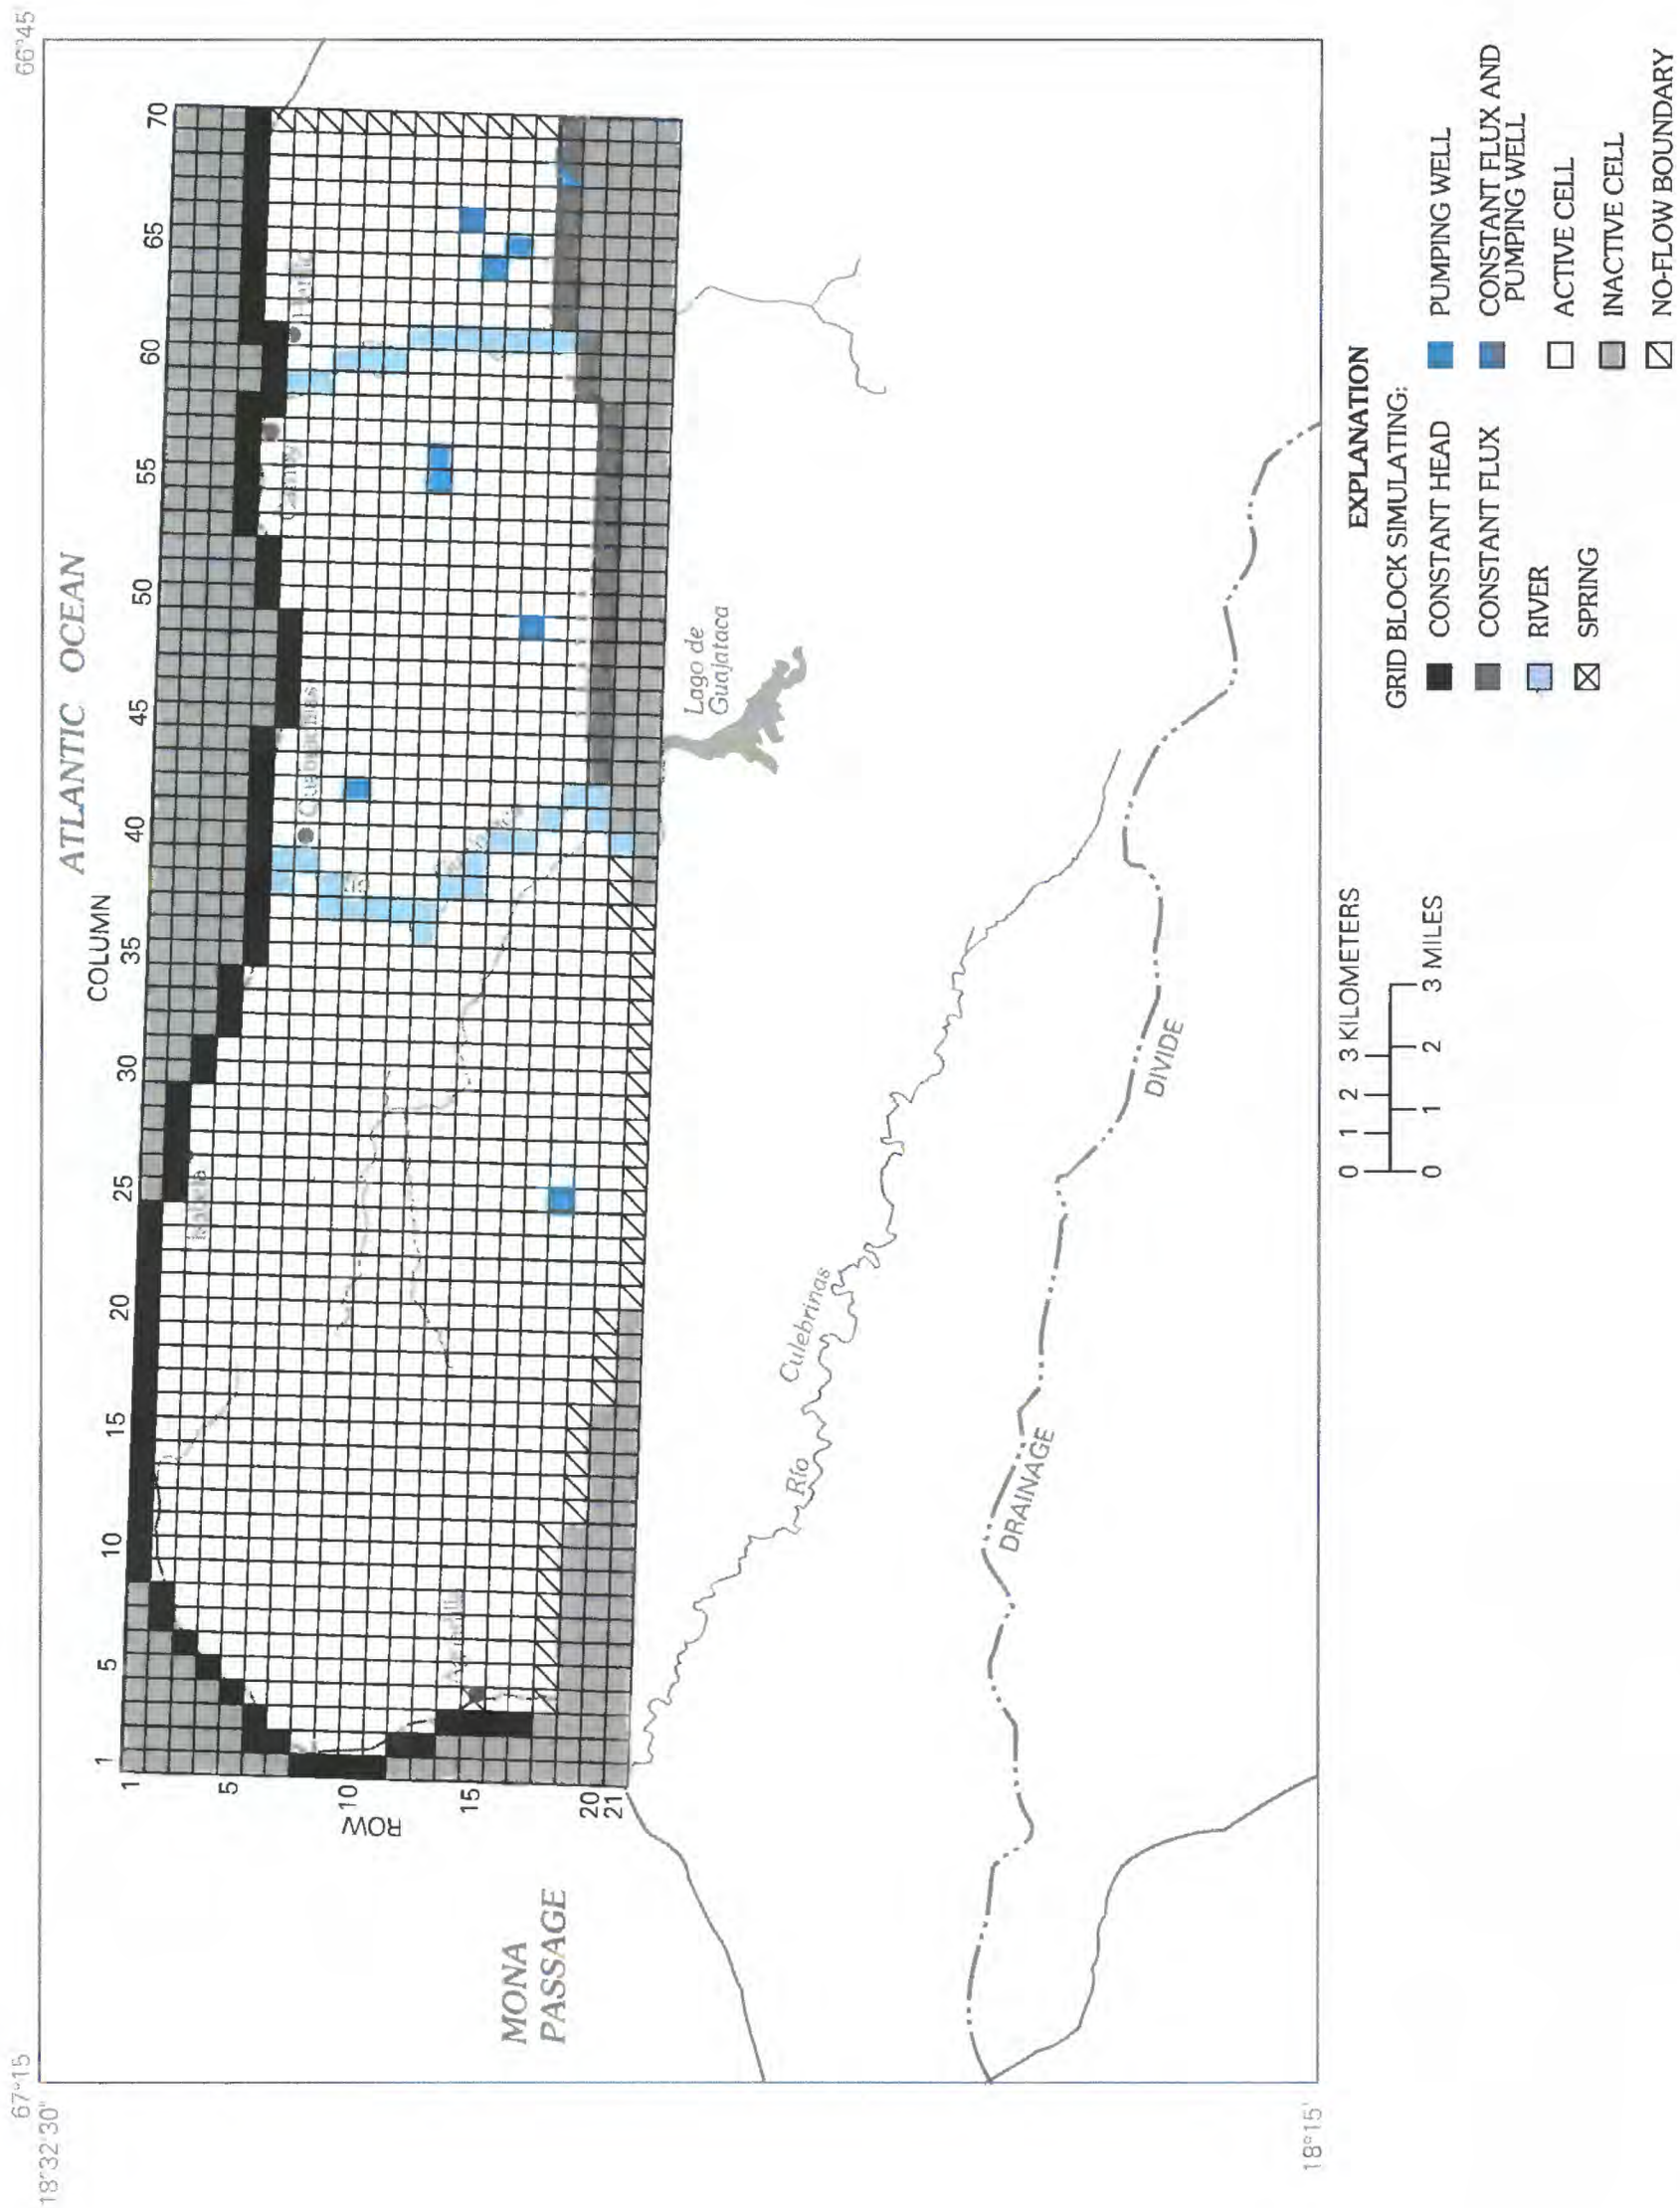 67°15'
66°45'
18°32'30"
ATLANTIC OCEAN
COLUMN
1
5
10
15
20
25
30
35
40
45
50
55
60
65
70
1
5
10
15
20
21
ROW
Isabela
Lago de
Guajataca
MONA
PASSAGE
Río
Culebrinas
DRAINAGE
DIVIDE
18°15'
0 1 2 3 KILOMETERS
0 1 2 3 MILES
EXPLANATION
GRID BLOCK SIMULATING:
CONSTANT HEAD
CONSTANT FLUX
RIVER
SPRING
PUMPING WELL
CONSTANT FLUX AND
PUMPING WELL
ACTIVE CELL
INACTIVE CELL
NO-FLOW BOUNDARY